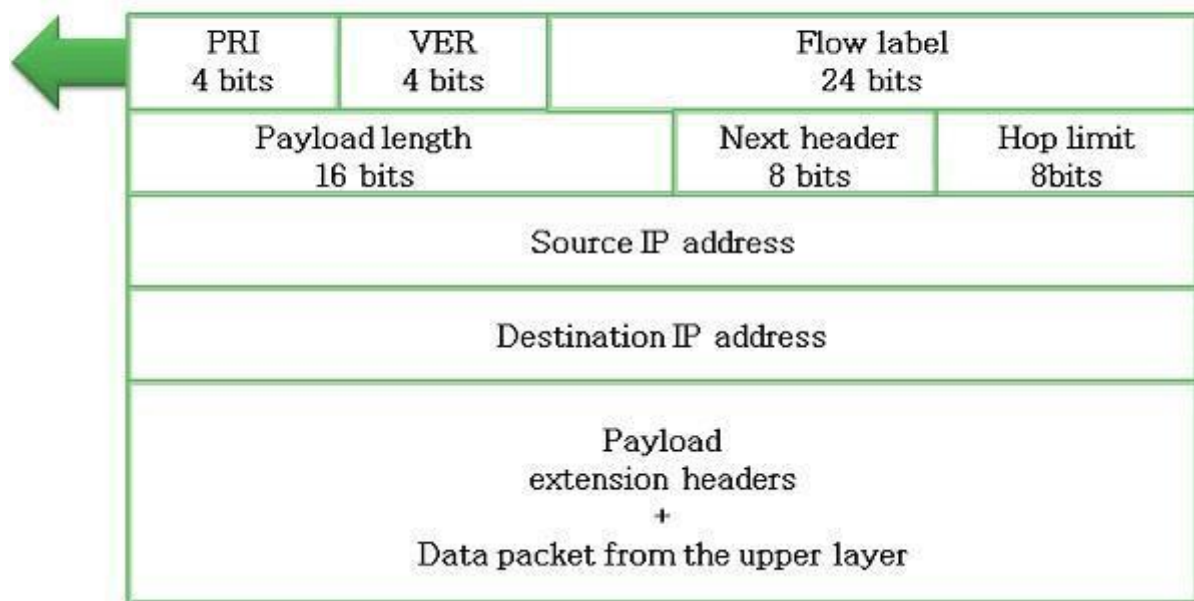 PRI
4 bits
VER
4 bits
Flow label
24 bits
Payload length
16 bits
Next header
8 bits
Hop limit
8bits
Source IP address
Destination IP address
Payload
extension headers
+
Data packet from the upper layer